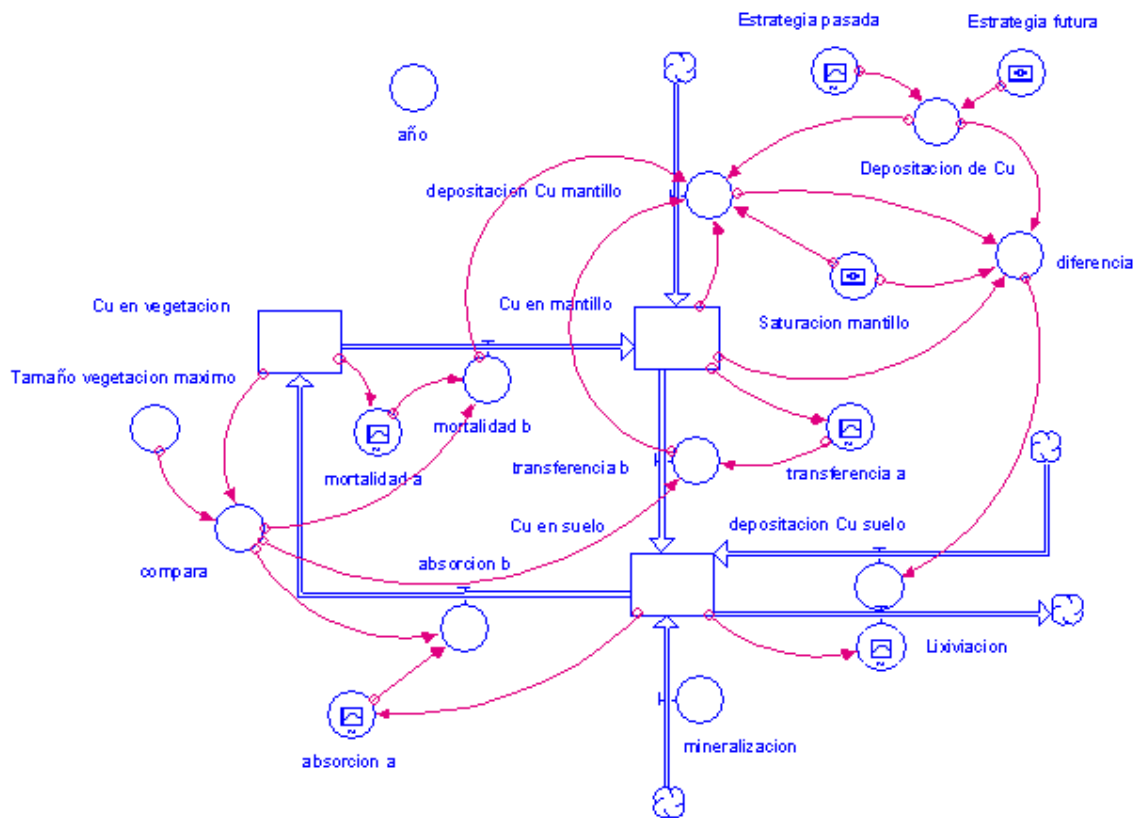 Estrategia pasada
Estrategia futura
año
depositacion Cu mantillo
Depositacion de Cu
diferencia
Cu en vegetacion
Cu en mantillo
Saturacion mantillo
Tamaño vegetacion maximo
mortalidad b
mortalidad a
transferencia b
transferencia a
Cu en suelo
depositacion Cu suelo
compara
absorcion b
Lixiviacion
absorcion a
mineralizacion